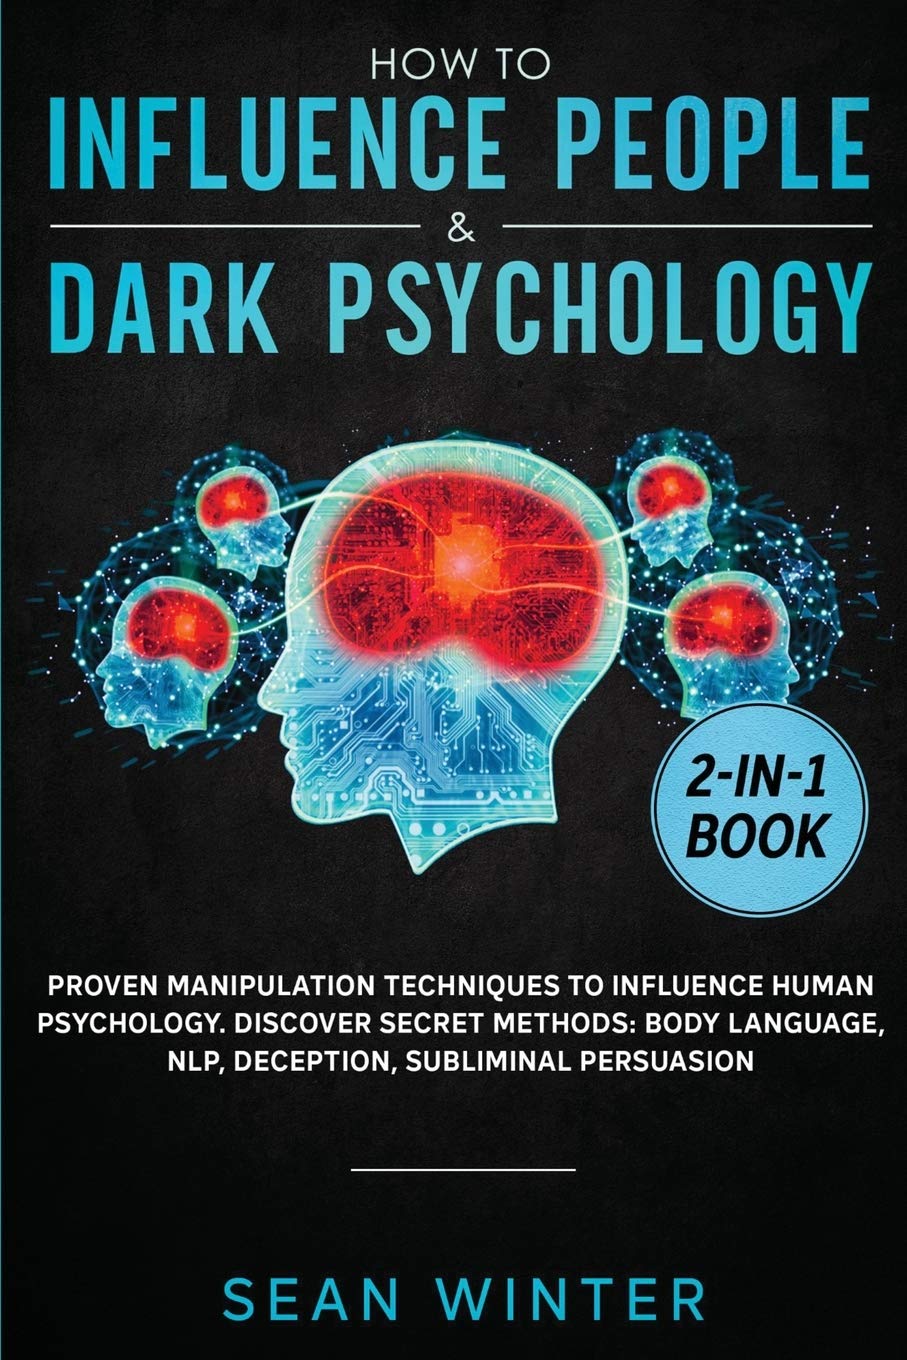 HOW TO
INFLUENCE PEOPLE
&
DARK PSYCHOLOGY
2-IN-1
BOOK
PROVEN MANIPULATION TECHNIQUES TO INFLUENCE HUMAN
PSYCHOLOGY. DISCOVER SECRET METHODS: BODY LANGUAGE,
NLP, DECEPTION, SUBLIMINAL PERSUASION
SEAN WINTER